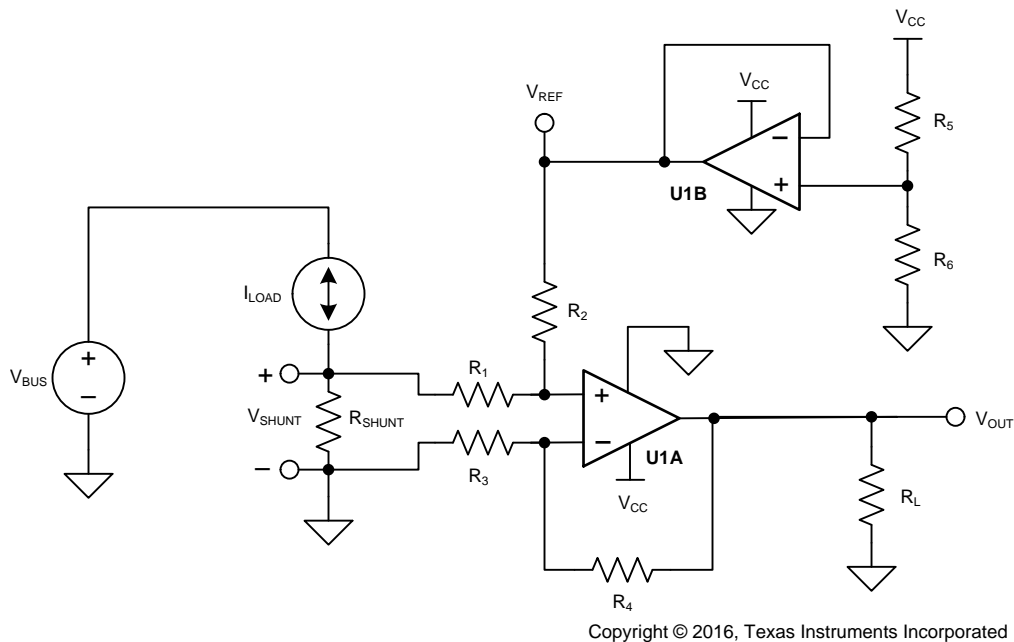 V_CC
V_CC
V_REF
R_5
U1B
R_6
I_LOAD
R_2
V_BUS
R_1
V_SHUNT
R_SHUNT
V_OUT
U1A
R_3
V_CC
R_L
R_4
Copyright © 2016, Texas Instruments Incorporated